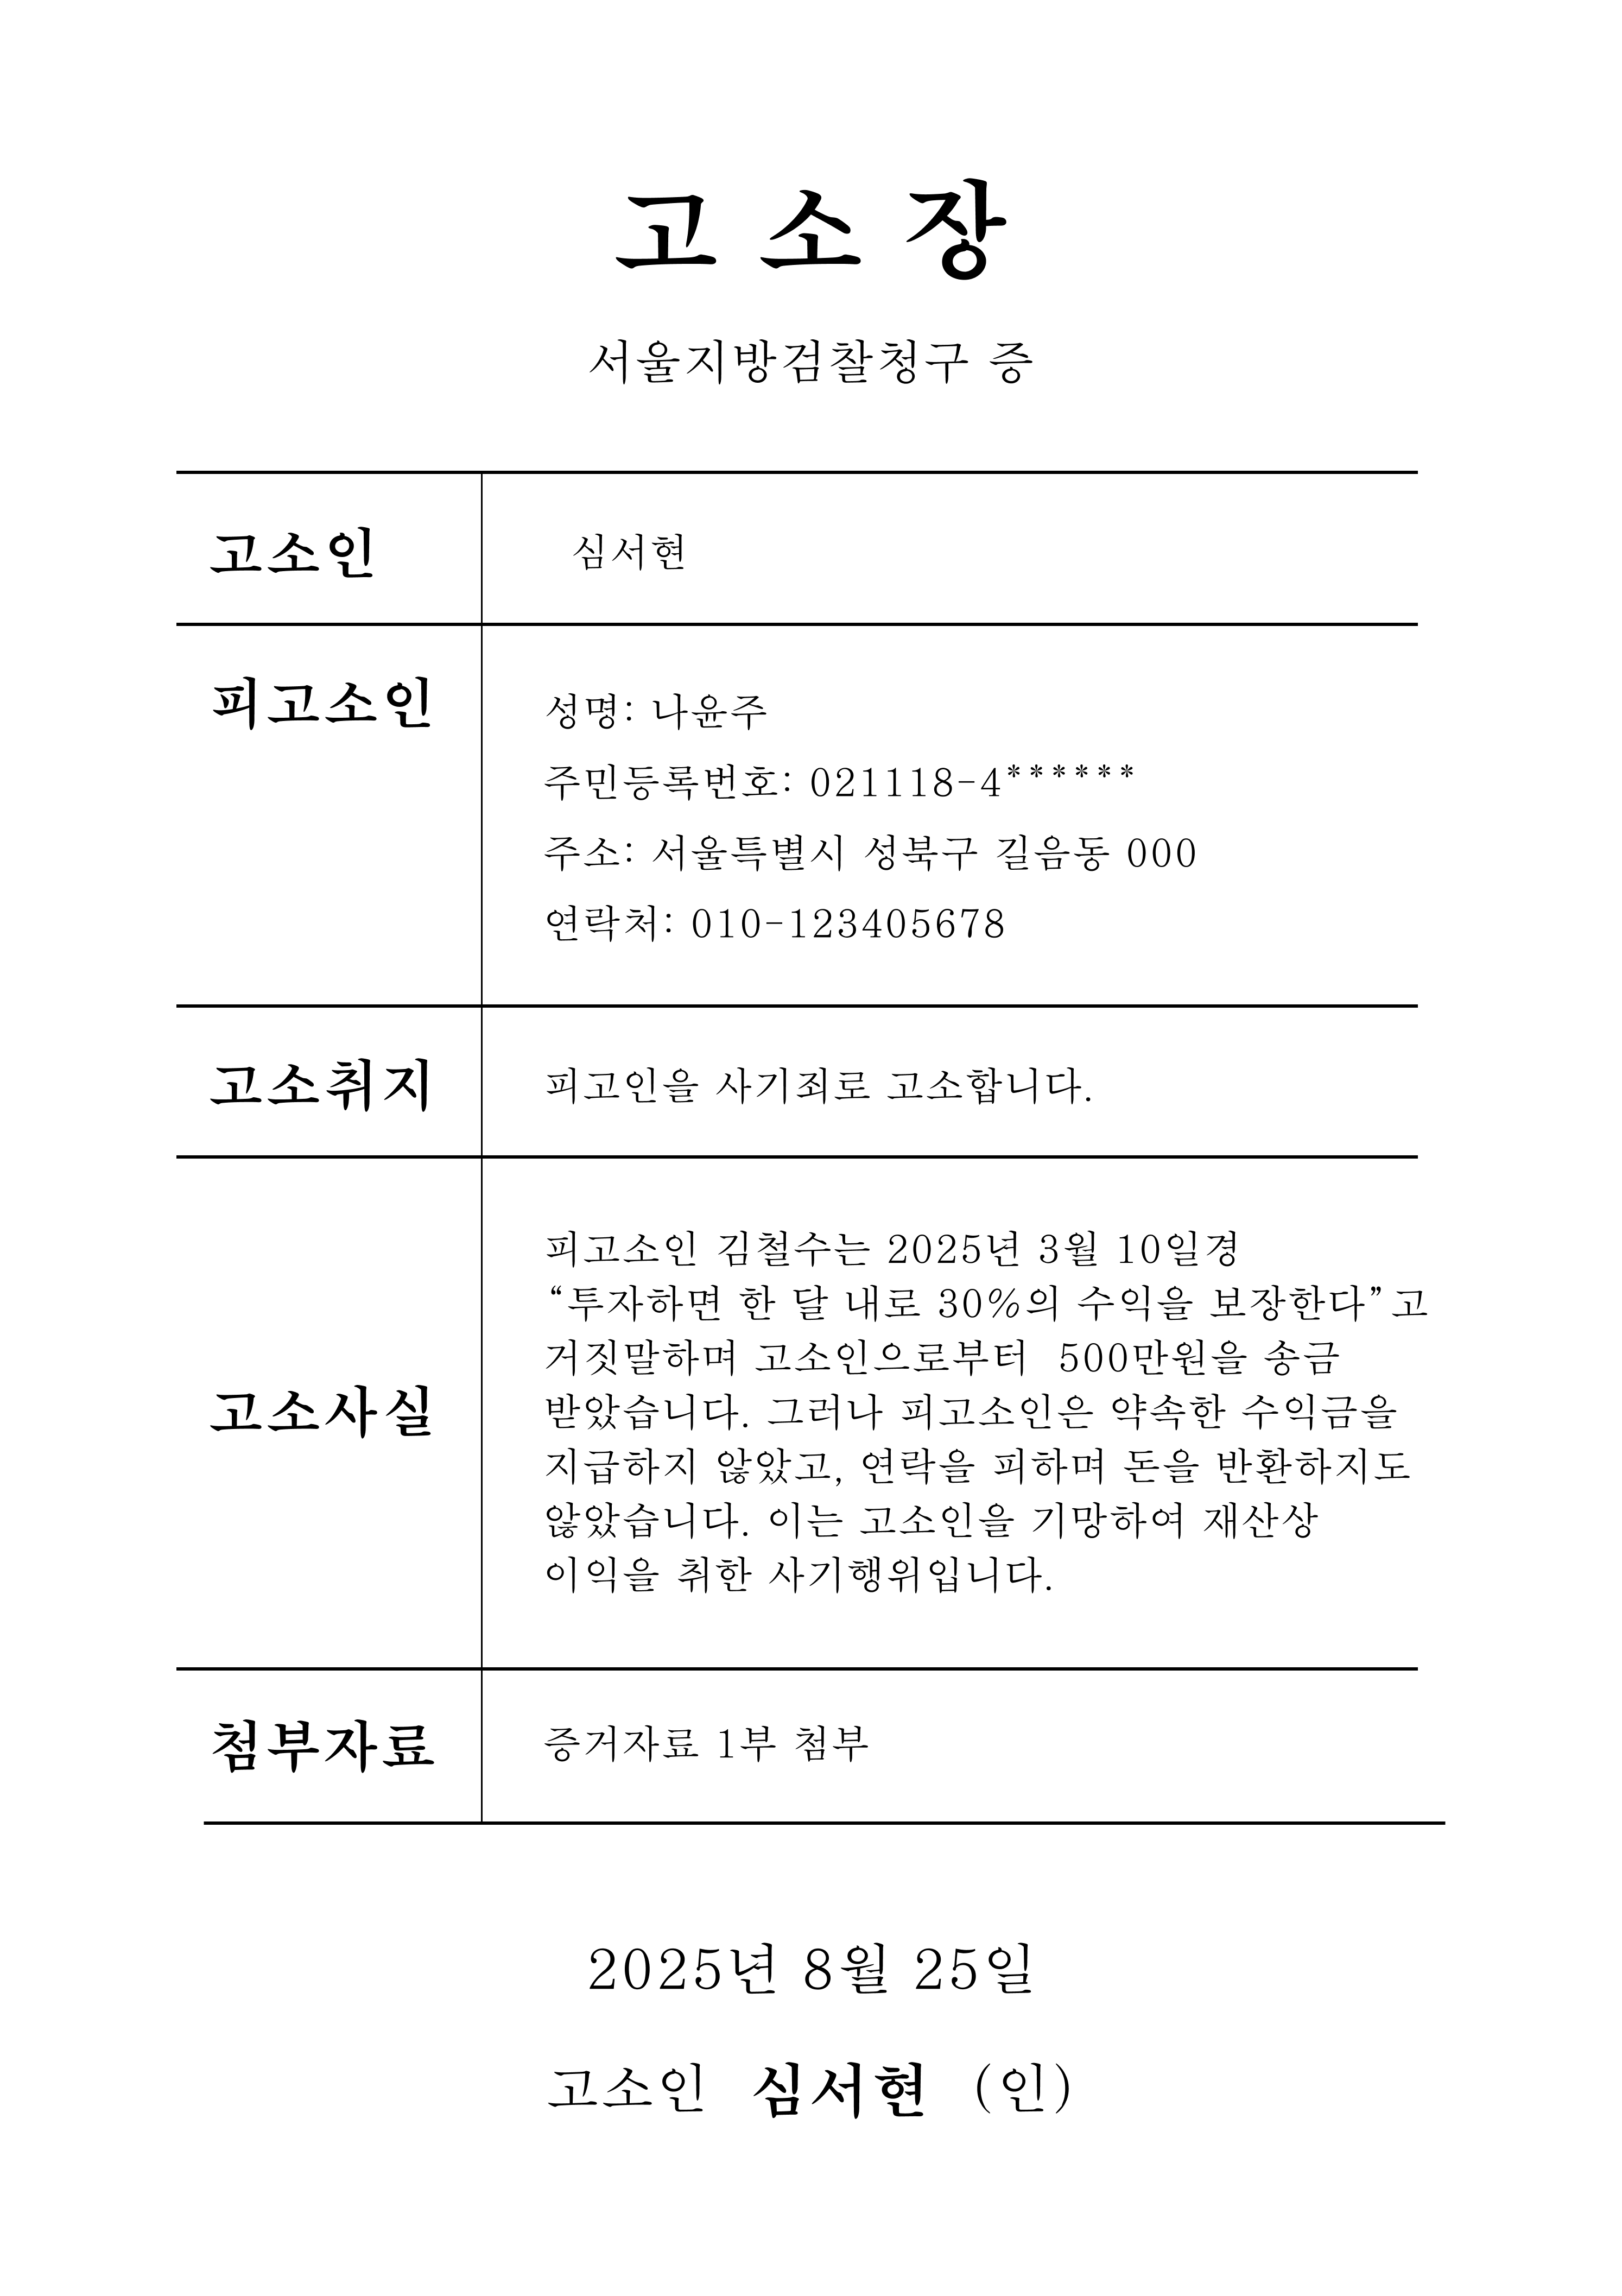 고 소 장
서울지방검찰청구 증
고소인 심서현
피고소인 성명: 나윤주
주민등록번호: 021118-4******
주소: 서울특별시 성북구 길음동 000
연락처: 010-123405678
고소취지 피고인을 사기죄로 고소합니다.
고소사실
피고소인 김철수는 2025년 3월 10일경
“투자하면 한 달 내로 30%의 수익을 보장한다”고
거짓말하며 고소인으로부터  500만원을 송금
받았습니다. 그러나 피고소인은 약속한 수익금을
지급하지 않았고, 연락을 피하며 돈을 반환하지도
않았습니다. 이는 고소인을 기망하여 재산상
이익을 취한 사기행위입니다.
첨부자료 증거자료 1부 첨부
2025년 8월 25일
고소인 심서현 (인)